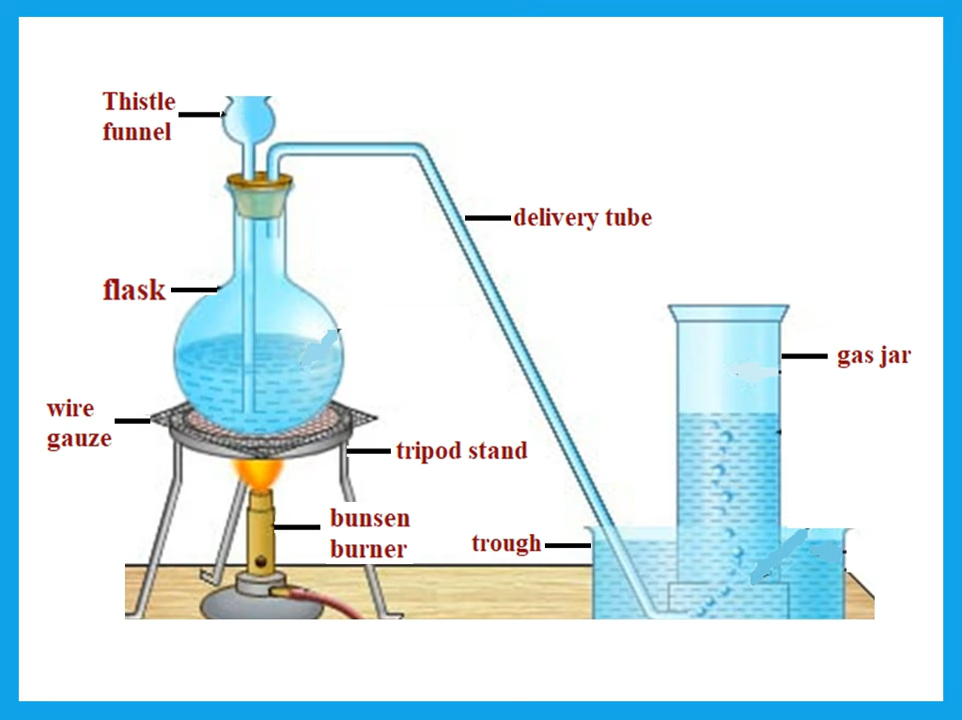 Thistle
funnel
delivery tube
flask
gas jar
wire
gauze
tripod stand
bunsen
burner
trough